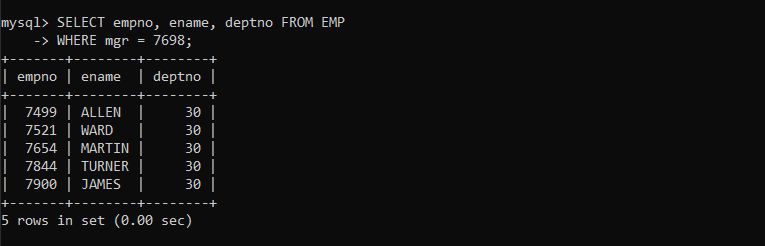 mysql> SELECT empno, ename, deptno FROM EMP
    -> WHERE mgr = 7698;
+-------+--------+--------+
| empno | ename  | deptno |
+-------+--------+--------+
|  7499 | ALLEN  |     30 |
|  7521 | WARD   |     30 |
|  7654 | MARTIN |     30 |
|  7844 | TURNER |     30 |
|  7900 | JAMES  |     30 |
+-------+--------+--------+
5 rows in set (0.00 sec)